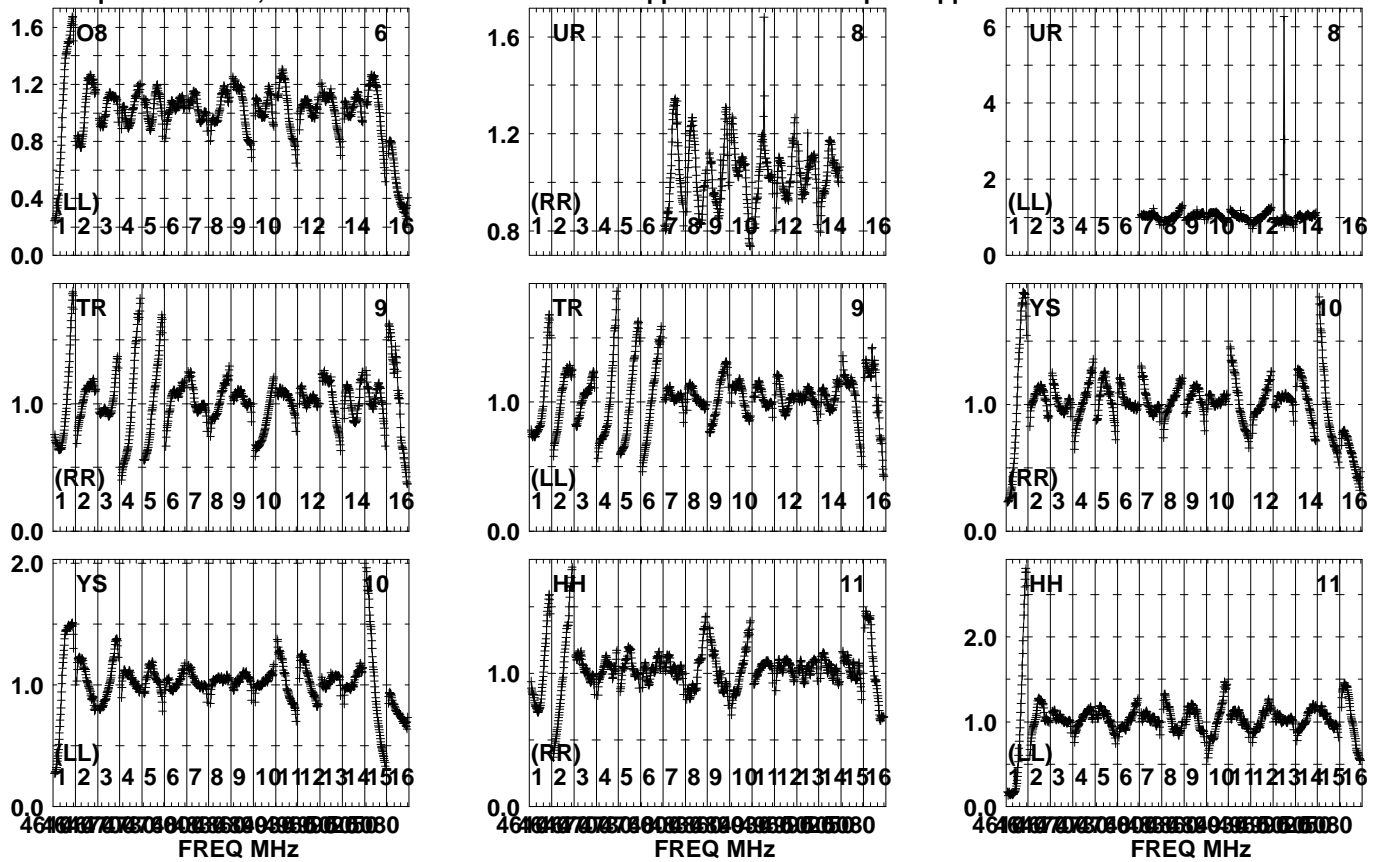 O8 6
1.6
1.2
0.8
0.4
0.0
(LL)
1 2 3 4 5 6 7 8 9 10 12 14 16
UR 8
1.6
1.2
0.8
(RR)
1 2 3 4 5 6 7 8 9 10 12 14 16
UR 8
6
4
2
0
(LL)
1 2 3 4 5 6 7 8 9 10 12 14 16
TR 9
1.0
0.0
(RR)
1 2 3 4 5 6 7 8 9 10 12 14 16
TR 9
1.0
0.0
(LL)
1 2 3 4 5 6 7 8 9 10 12 14 16
YS 10
1.0
0.0
(RR)
1 2 3 4 5 6 7 8 9 10 12 14 16
YS 10
2.0
1.0
0.0
(LL)
1 2 3 4 5 6 7 8 9 10 11 12 13 14 15 16
FREQ MHz
HH 11
1.0
0.0
(RR)
1 2 3 4 5 6 7 8 9 10 11 12 13 14 15 16
FREQ MHz
HH 11
2.0
1.0
0.0
(LL)
1 2 3 4 5 6 7 8 9 10 11 12 13 14 15 16
FREQ MHz